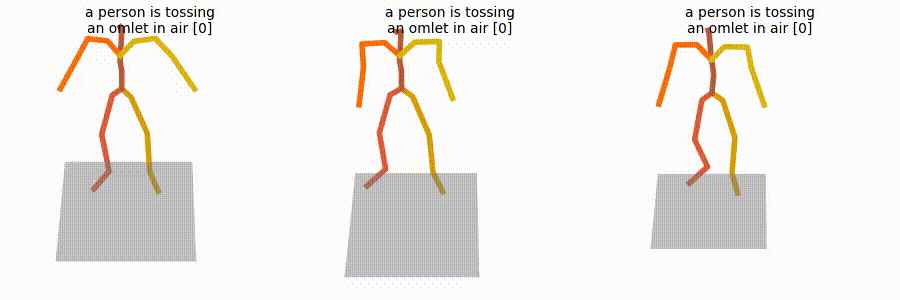 a person is tossing
an omlet in air [0]
a person is tossing
an omlet in air [0]
a person is tossing
an omlet in air [0]